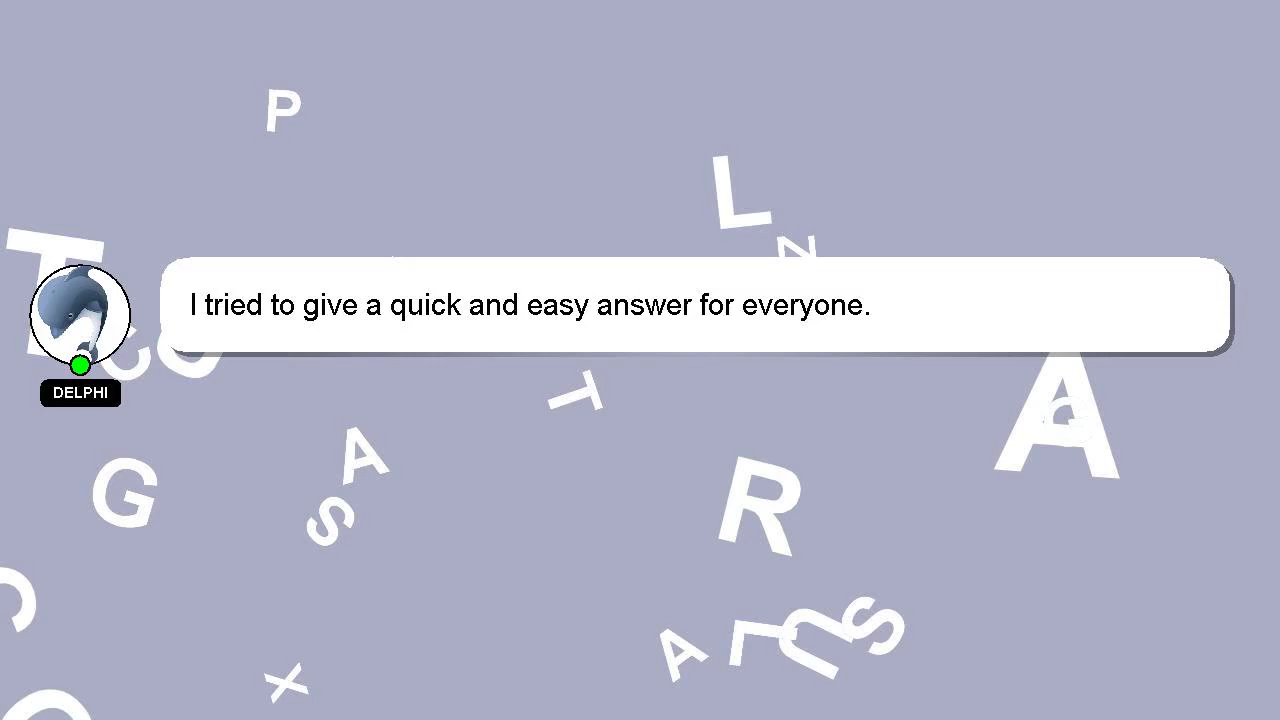 P
L
Z
T
I tried to give a quick and easy answer for everyone.
DELPHI
T
A
G
A
S
R
C
A
L
U
S
X